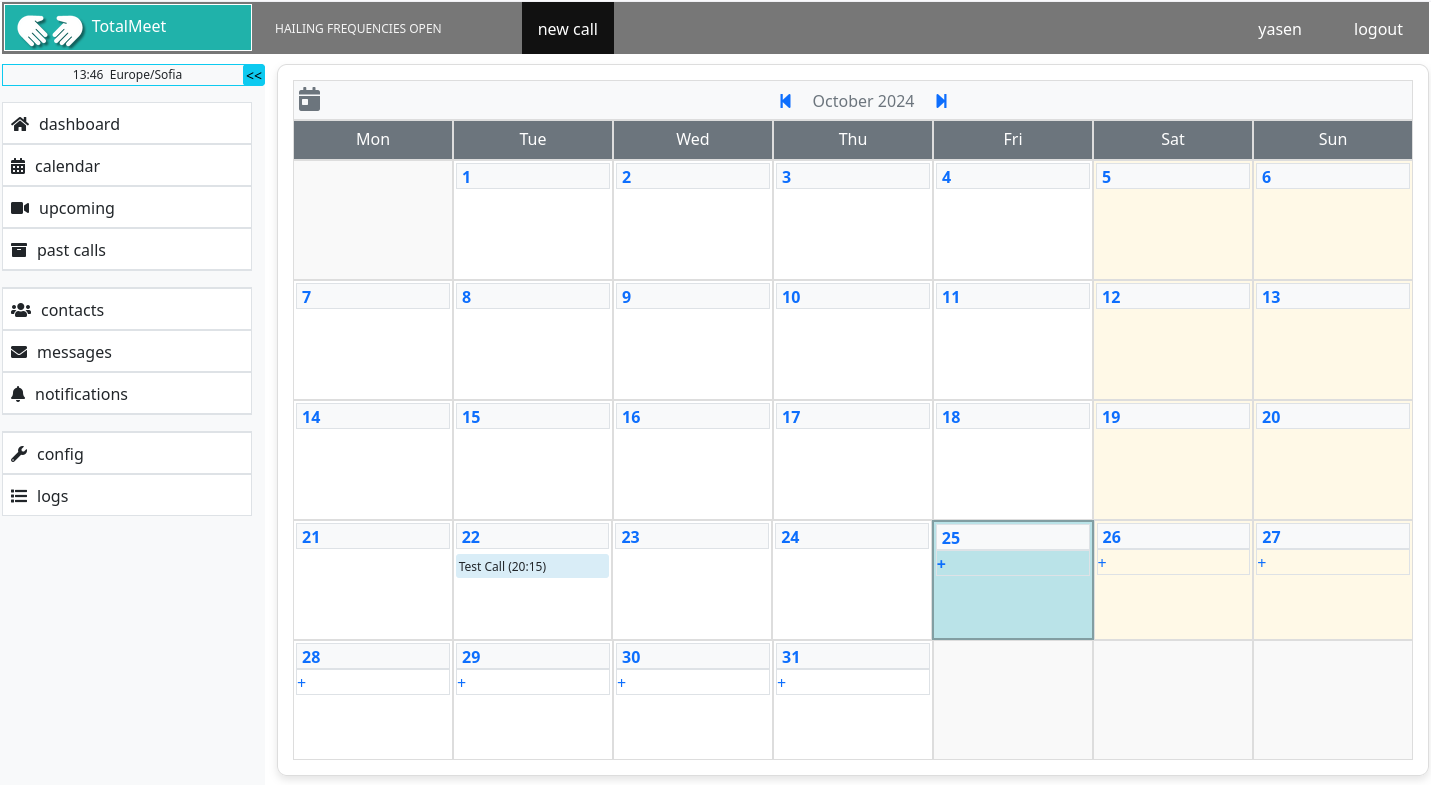 TotalMeet
HAILING FREQUENCIES OPEN
new call
yasen
logout
13:46 Europe/Sofia
<<
dashboard
calendar
upcoming
past calls
contacts
messages
notifications
config
logs
October 2024
Mon Tue Wed Thu Fri Sat Sun
1 2 3 4 5 6
7 8 9 10 11 12 13
14 15 16 17 18 19 20
21 22 23 24 25 26 27
Test Call (20:15)
+ + +
28 29 30 31
+ + + +